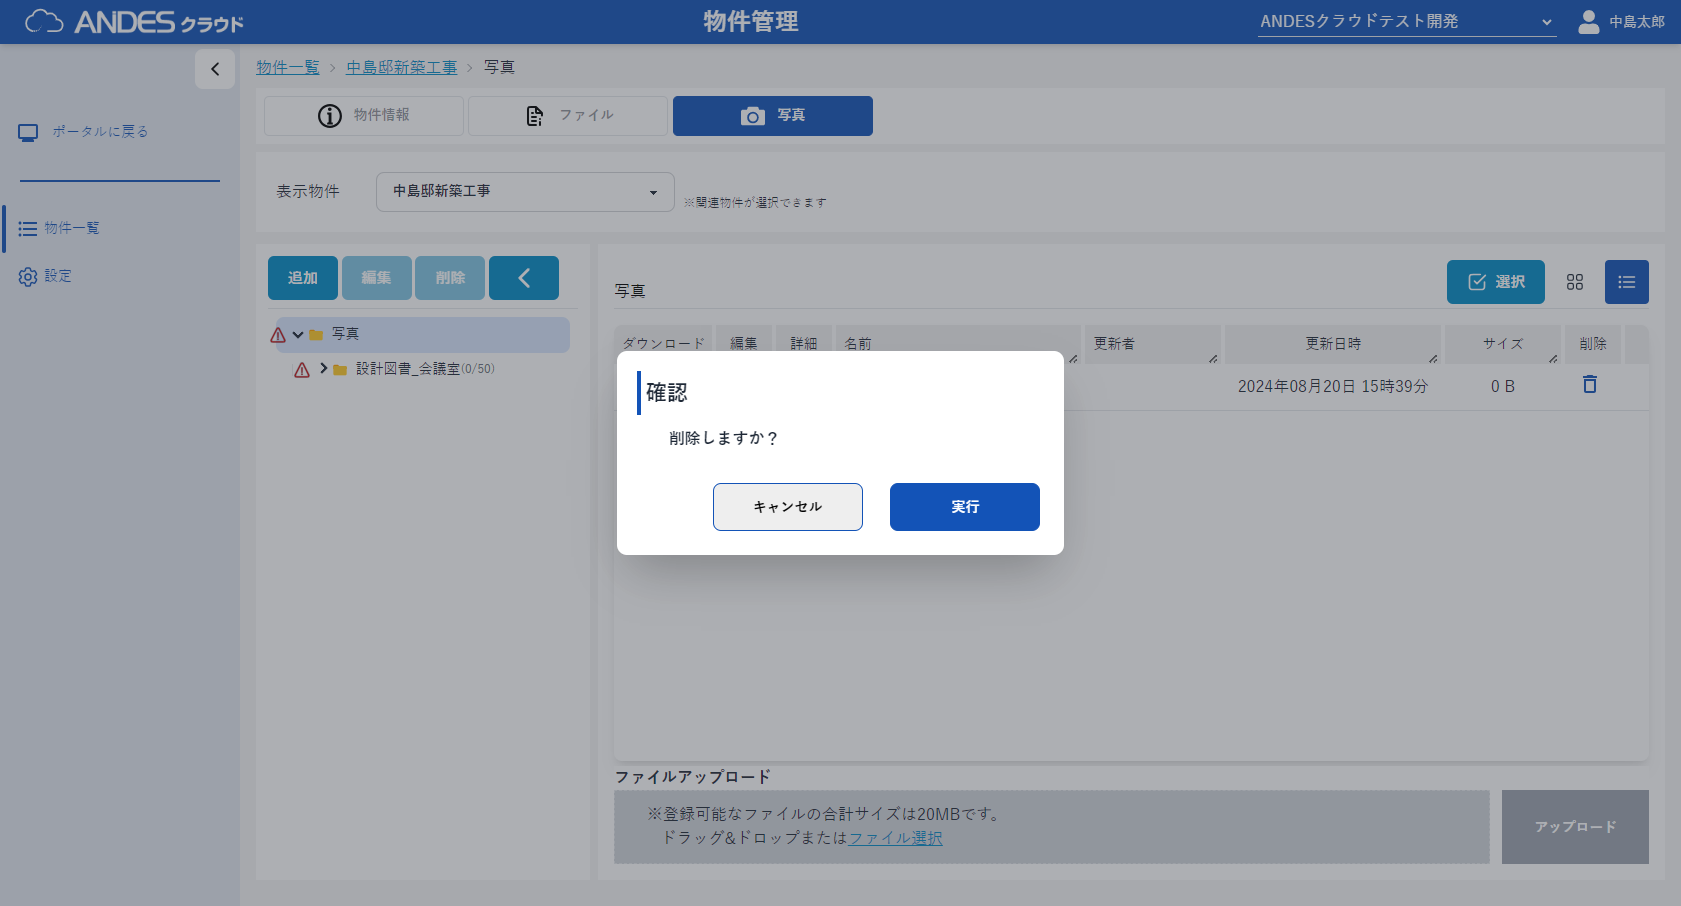 ANDES クラウド
物件管理
ANDESクラウドテスト開発
中島太郎
物件一覧 > 中島邸新築工事 > 写真
ポータルに戻る
物件一覧
設定
物件情報
ファイル
写真
表示物件
中島邸新築工事
※関連物件が選択できます
追加
編集
削除
写真
設計図書_会議室(0/50)
写真
選択
ダウンロード 編集 詳細 名前 更新者 更新日時 サイズ 削除
2024年08月20日 15時39分 0 B
確認
削除しますか？
キャンセル
実行
ファイルアップロード
※登録可能なファイルの合計サイズは20MBです。
ドラッグ&ドロップまたはファイル選択
アップロード